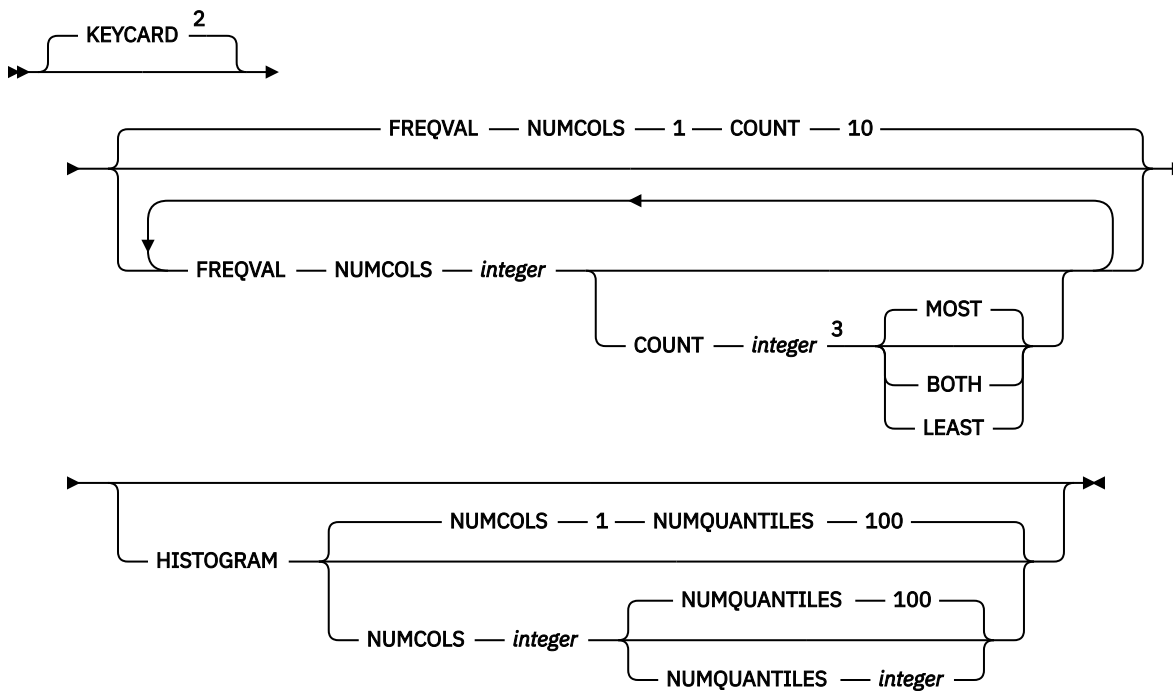 KEYCARD 2
FREQVAL NUMCOLS 1 COUNT 10
FREQVAL NUMCOLS integer
COUNT integer 3
MOST
BOTH
LEAST
HISTOGRAM
NUMCOLS 1 NUMQUANTILES 100
NUMCOLS integer
NUMQUANTILES 100
NUMQUANTILES integer